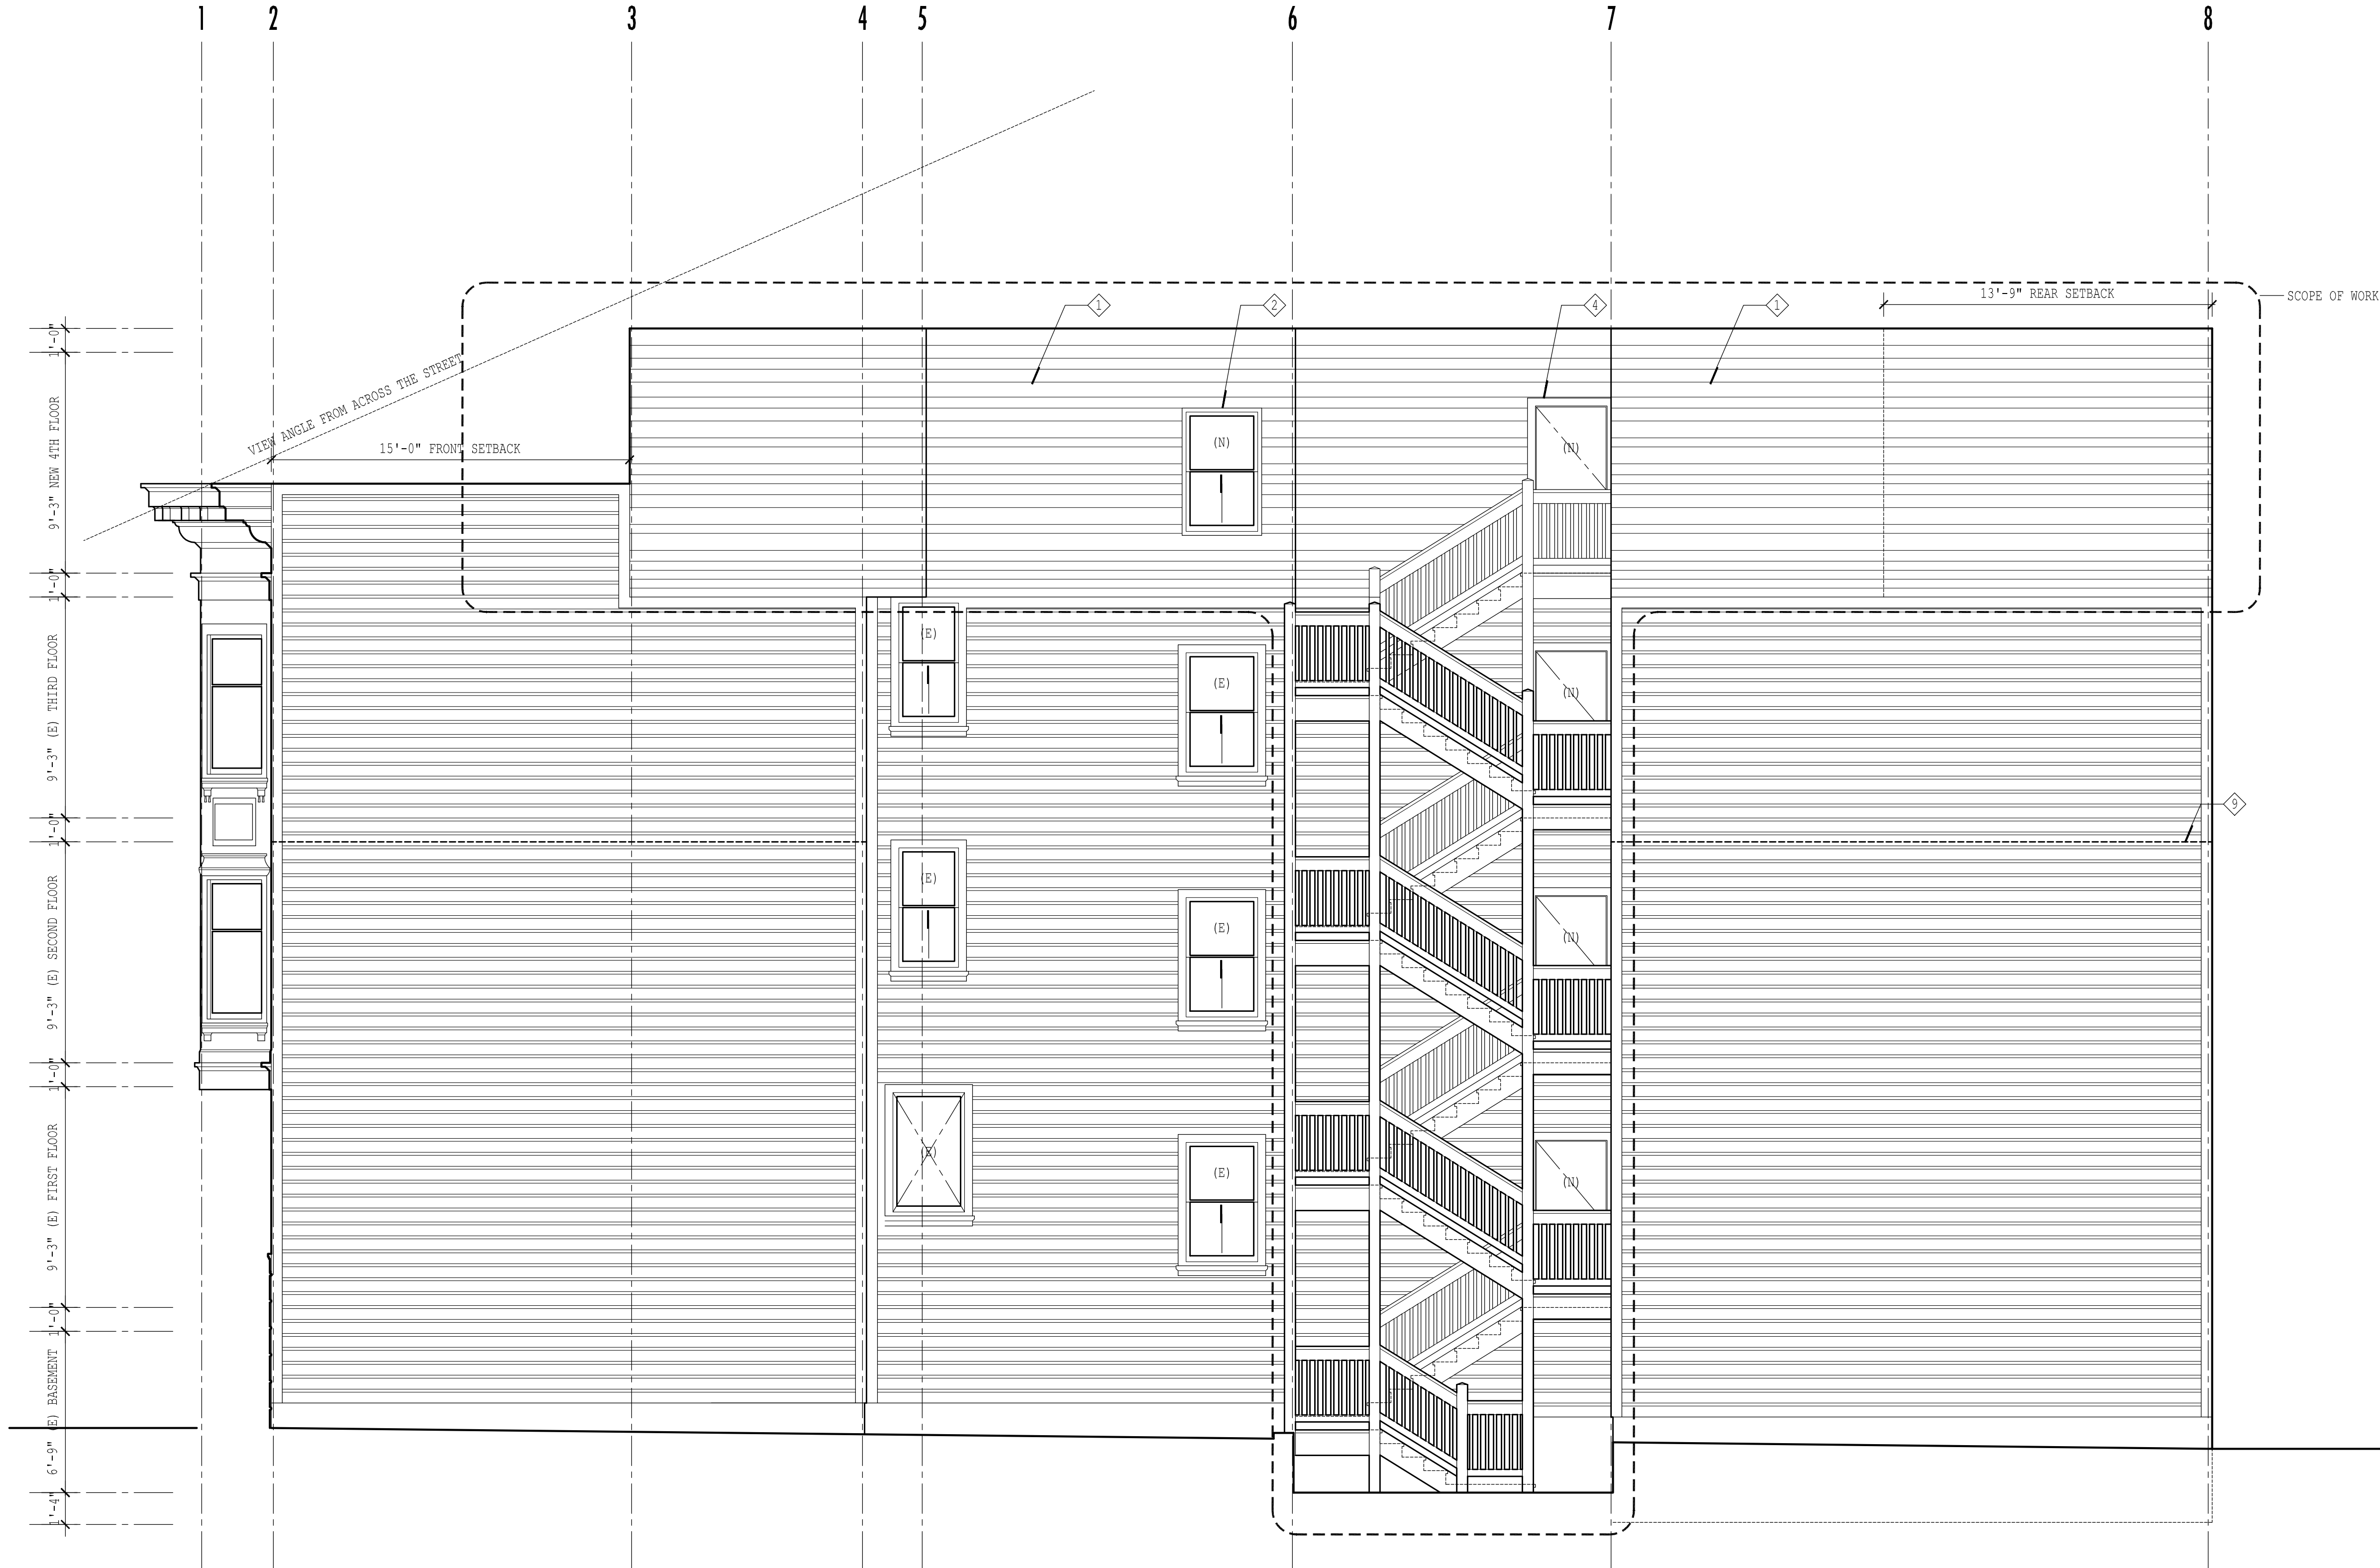 1 2 3 4 5 6 7 8
1 2 4 1
13'-9" REAR SETBACK
SCOPE OF WORK
VIEW ANGLE FROM ACROSS THE STREET
15'-0" FRONT SETBACK
1'-0"
9'-3" NEW 4TH FLOOR
1'-0"
9'-3" (E) THIRD FLOOR
1'-0"
9'-3" (E) SECOND FLOOR
1'-0"
9'-3" (E) FIRST FLOOR
1'-0"
6'-9" (E) BASEMENT
1'-4"
(N)
(N)
(E)
(E)
(N)
9
(E)
(E)
(N)
(E)
(E)
(N)